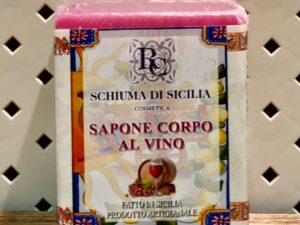 RC
SCHIUMA DI SICILIA
COSMETICA
SAPONE CORPO
AL VINO
FATTO IN SICILIA
PRODOTTO ARTIGIANALE